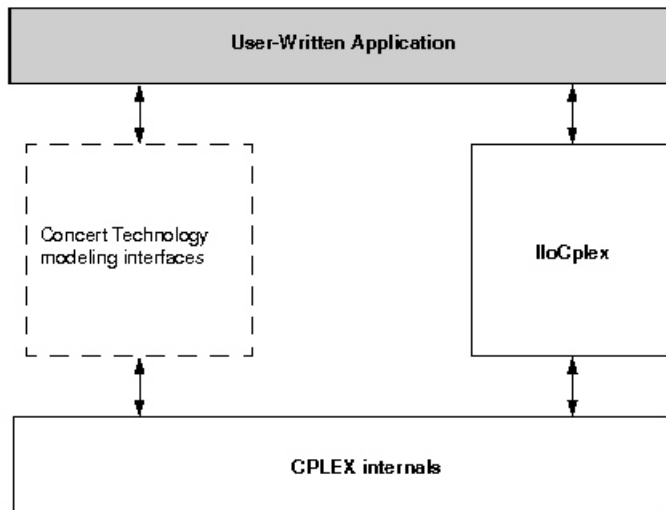 User-Written Application
Concert Technology
modeling interfaces
IloCplex
CPLEX internals